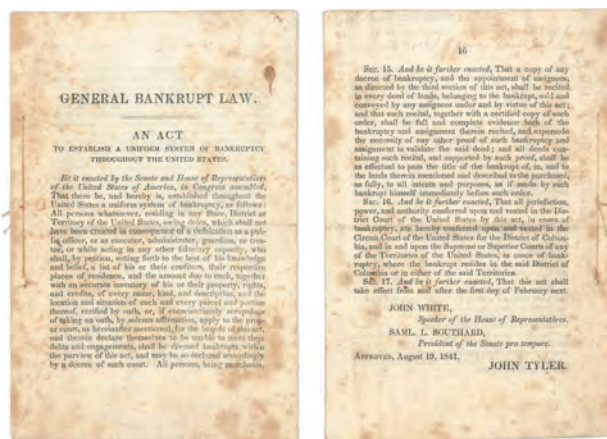 GENERAL BANKRUPT LAW.
AN ACT
TO ESTABLISH A UNIFORM SYSTEM OF BANKRUPTCY
THROUGHOUT THE UNITED STATES.
Be it enacted by the Senate and House of Representatives
of the United States of America, in Congress assembled,
That there be, and hereby is, established throughout the
United States a uniform system of bankruptcy, as follows:
All persons whatsoever, residing in any State, District or
Territory of the United States, owing debts, which shall not
have been created in consequence of a defalcation as a pub-
lic officer, or as executor, administrator, guardian, or trus-
tee, or while acting in any other fiduciary capacity, who
shall, by petition, setting forth to the best of his knowledge
and belief, a list of his or their creditors, their respective
places of residence, and the amount due to each, together
with an accurate inventory of his or their property, rights,
and credits, of every name, kind, and description, and the
location and situation of each and every parcel and portion
thereof, verified by oath, or, if conscientiously scrupulous
of taking an oath, by solemn affirmation, apply to the prop-
er court, as hereinafter mentioned, for the benefit of this act,
and therein declare themselves to be unable to meet their
debts and engagements, shall be deemed bankrupts within
the purview of this act, and may be so declared accordingly
by a decree of such court. All persons, being merchants,
16
Sec. 15. And be it further enacted, That a copy of any
decree of bankruptcy, and the appointment of assignees,
as directed by the third section of this act, shall be recited
in every deed of lands, belonging to the bankrupt, sold and
conveyed by any assignees under and by virtue of this act;
and that such recital, together with a certified copy of such
order, shall be full and complete evidence both of the
bankruptcy and assignment therein recited, and supersede
the necessity of any other proof of such bankruptcy and
assignment to validate the said deed; and all deeds con-
taining such recital, and supported by such proof, shall be
as effectual to pass the title of the bankrupt of, in, and to
the lands therein mentioned and described to the purchaser,
as fully, to all intents and purposes, as if made by such
bankrupt himself immediately before such order.
Sec. 16. And be it further enacted, That all jurisdiction,
power, and authority conferred upon and vested in the Dis-
trict Court of the United States by this act, in cases of
bankruptcy, are hereby conferred upon and vested in the
Circuit Court of the United States for the District of Colum-
bia, and in and upon the Supreme or Superior Courts of any
of the Territories of the United States, in cases of bank-
ruptcy, where the bankrupt resides in the said District of
Columbia or in either of the said Territories.
Sec. 17. And be it further enacted, That this act shall
take effect from and after the first day of February next.
JOHN WHITE,
Speaker of the House of Representatives.
SAML. L. SOUTHARD,
President of the Senate pro tempore.
Approved, August 19, 1841.
JOHN TYLER.